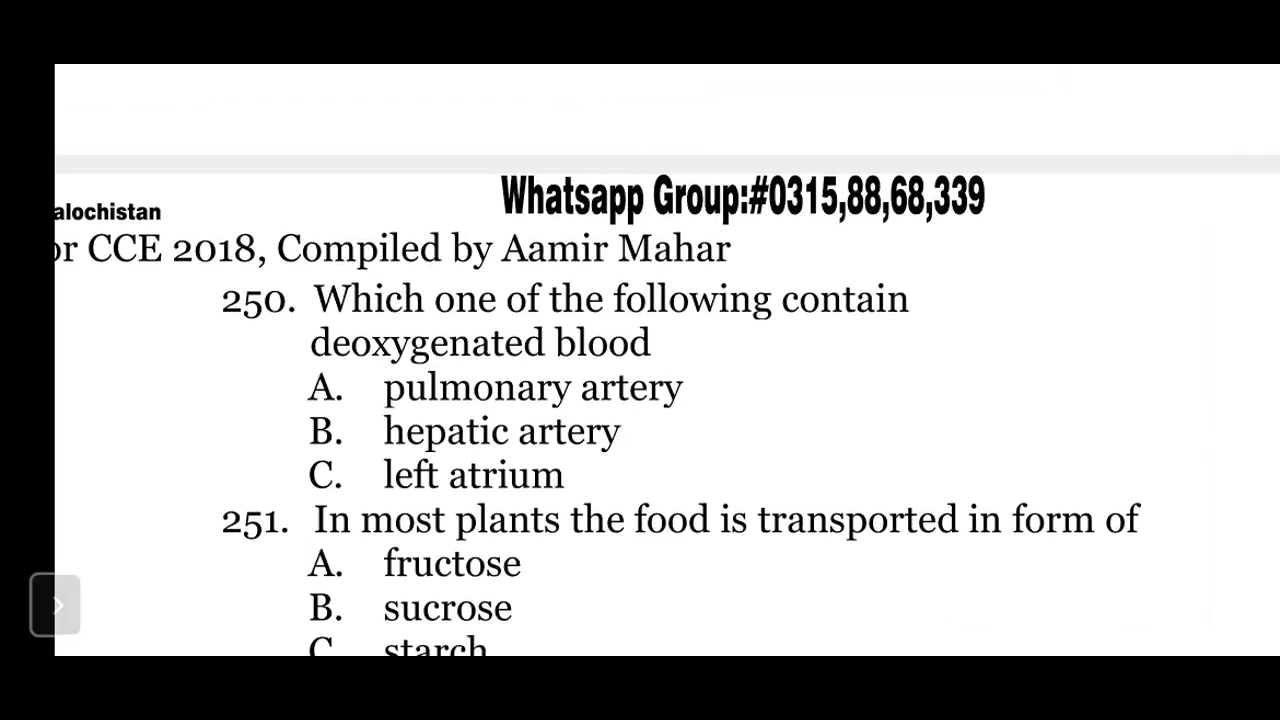 Whatsapp Group:#0315,88,68,339
alochistan
or CCE 2018, Compiled by Aamir Mahar
250. Which one of the following contain
deoxygenated blood
A. pulmonary artery
B. hepatic artery
C. left atrium
251. In most plants the food is transported in form of
A. fructose
B. sucrose
C. starch